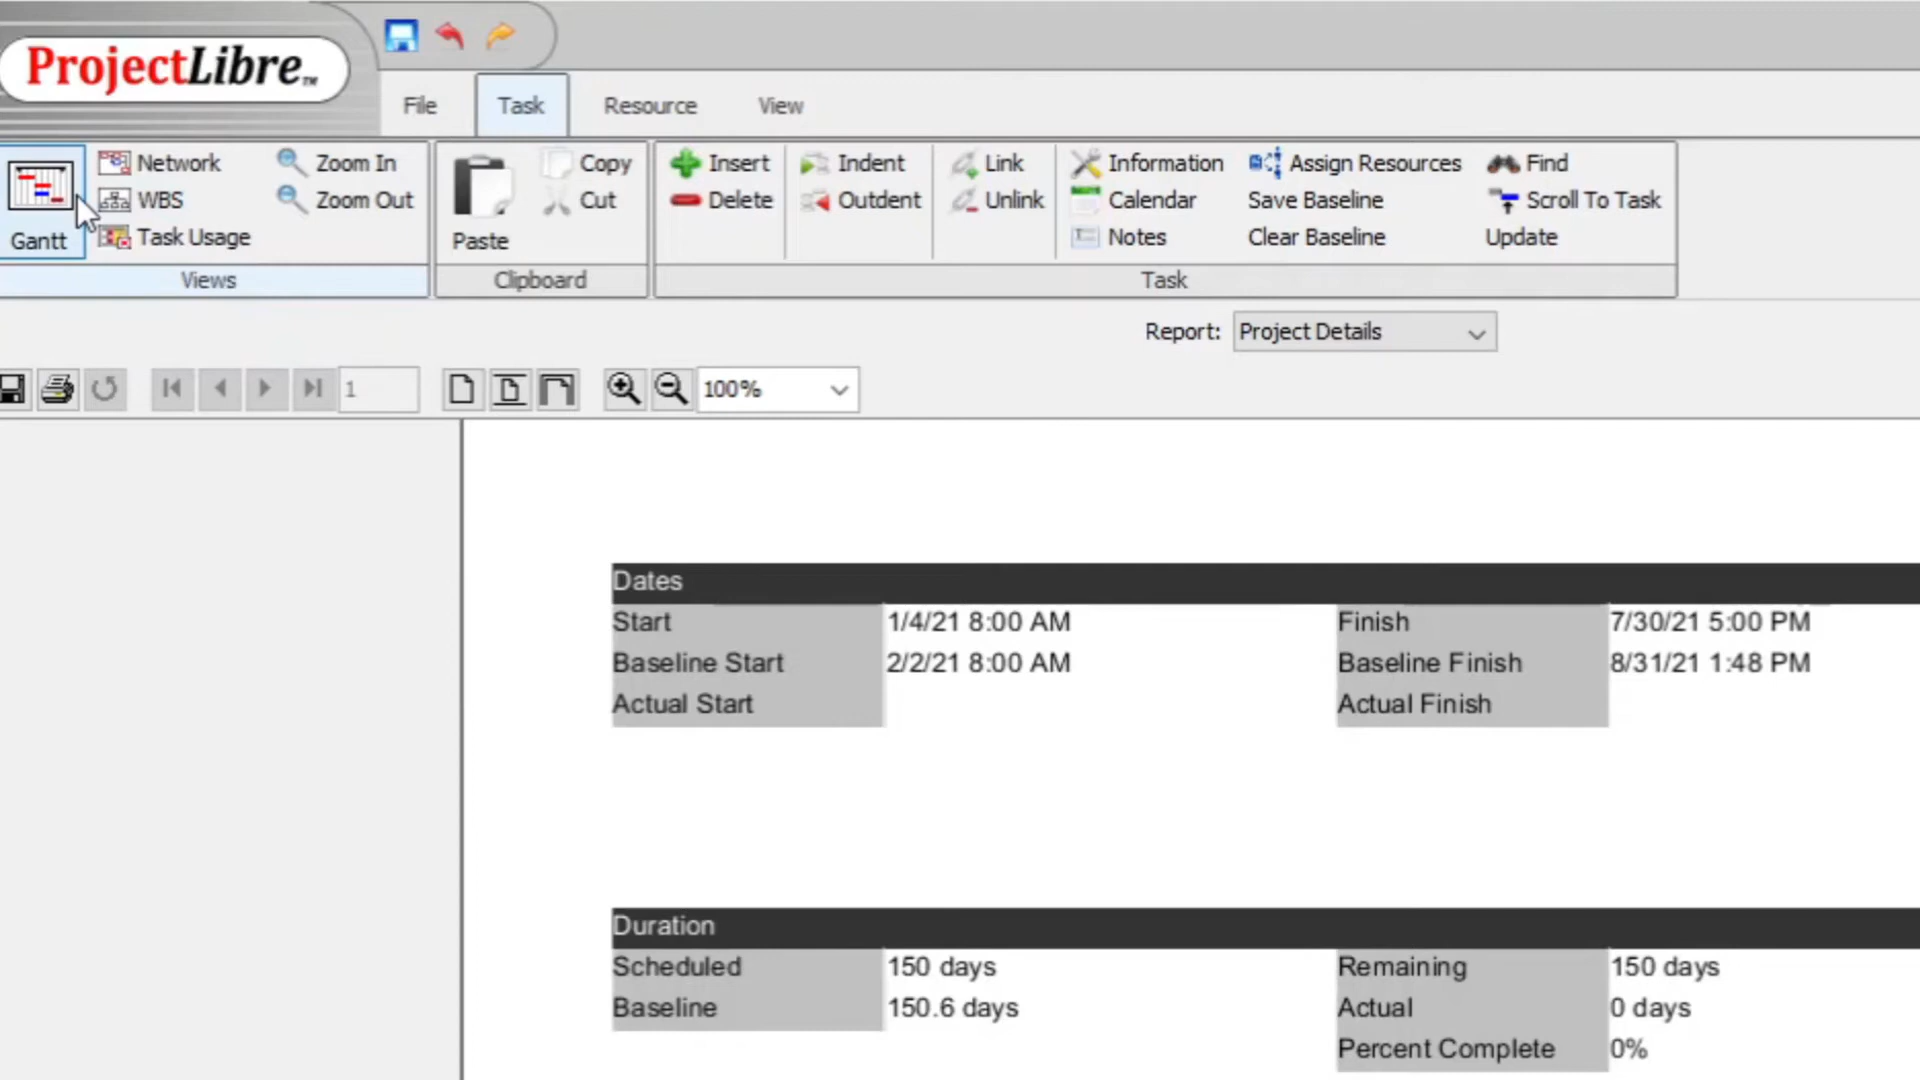 ProjectLibre™
File Task Resource View
Network Zoom In Copy Insert Indent Link Information Assign Resources Find
WBS Zoom Out Cut Delete Outdent Unlink Calendar Save Baseline Scroll To Task
Gantt Task Usage Paste Notes Clear Baseline Update
Views Clipboard Task
Report: Project Details
1 100%
Dates
Start 1/4/21 8:00 AM Finish 7/30/21 5:00 PM
Baseline Start 2/2/21 8:00 AM Baseline Finish 8/31/21 1:48 PM
Actual Start Actual Finish
Duration
Scheduled 150 days Remaining 150 days
Baseline 150.6 days Actual 0 days
Percent Complete 0%